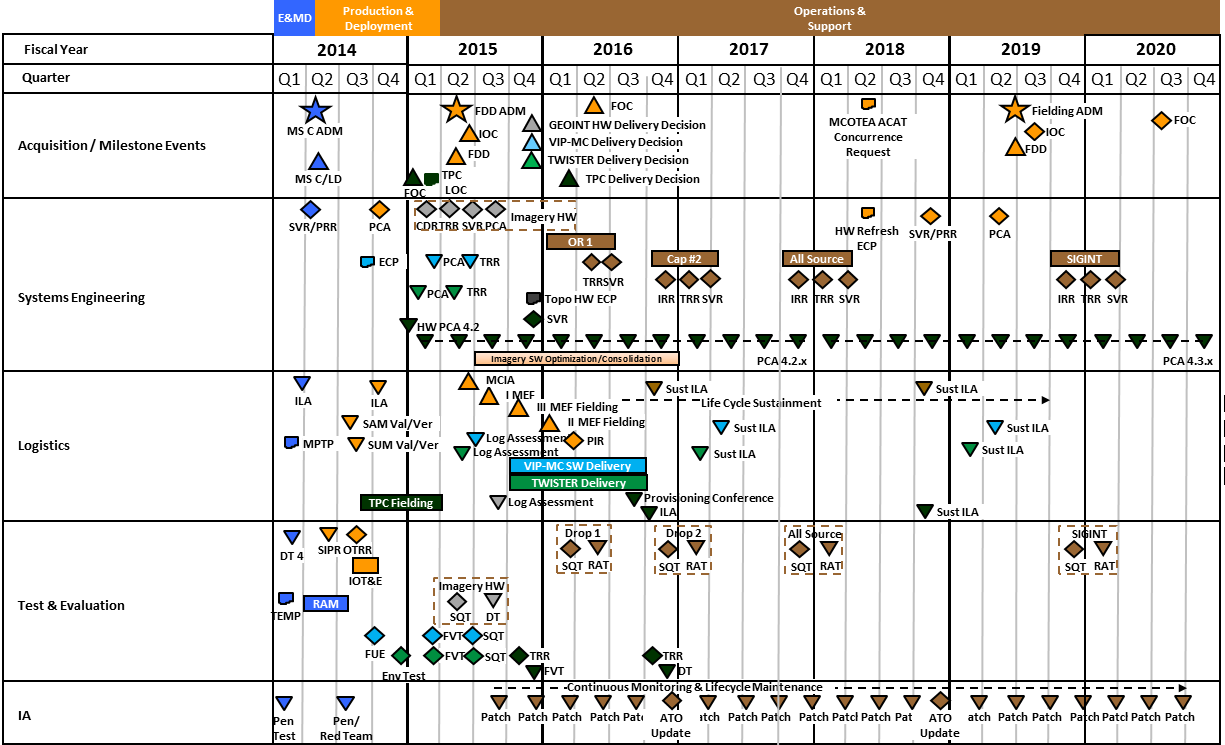 E&MD
Production &
Deployment
Operations &
Support
Fiscal Year
2014
2015
2016
2017
2018
2019
2020
Quarter
Q1 Q2 Q3 Q4 Q1 Q2 Q3 Q4 Q1 Q2 Q3 Q4 Q1 Q2 Q3 Q4 Q1 Q2 Q3 Q4 Q1 Q2 Q3 Q4 Q1 Q2 Q3 Q4
Acquisition / Milestone Events
MS C ADM
MS C/LD
FOC
TPC
LOC
FDD ADM
IOC
FDD
FOC
GEOINT HW Delivery Decision
VIP-MC Delivery Decision
TWISTER Delivery Decision
TPC Delivery Decision
MCOTEA ACAT
Concurrence
Request
Fielding ADM
IOC
FDD
FOC
Systems Engineering
SVR/PRR
PCA
CDR TRR SVR PCA
Imagery HW
HW Refresh
ECP
SVR/PRR
PCA
OR 1
TRR SVR
ECP
PCA
TRR
Cap #2
IRR TRR SVR
All Source
IRR TRR SVR
SIGINT
IRR TRR SVR
PCA
TRR
Topo HW ECP
SVR
HW PCA 4.2
Imagery SW Optimization/Consolidation
PCA 4.2.x
PCA 4.3.x
Logistics
ILA
ILA
MCIA
I MEF
III MEF Fielding
II MEF Fielding
PIR
Sust ILA
Sust ILA
Life Cycle Sustainment
SAM Val/Ver
SUM Val/Ver
MPTP
Log Assessment
Log Assessment
Sust ILA
Sust ILA
Sust ILA
Sust ILA
VIP-MC SW Delivery
TWISTER Delivery
TPC Fielding
Log Assessment
Provisioning Conference
ILA
Sust ILA
Test & Evaluation
DT 4
SIPR OTRR
IOT&E
Drop 1
SQT RAT
Drop 2
SQT RAT
All Source
SQT RAT
SIGINT
SQT RAT
TEMP
RAM
Imagery HW
SQT DT
FUE
FVT
SQT
Env Test
FVT
SQT
TRR
FVT
TRR
DT
IA
Continuous Monitoring & Lifecycle Maintenance
Pen
Test
Pen/
Red Team
Patch Patch Patch Patch Patc
ATO
Update
atch Patch Patch Patch Patcl Patch Pat
ATO
Update
atch Patch Patch Patch Patcl Patch Patch